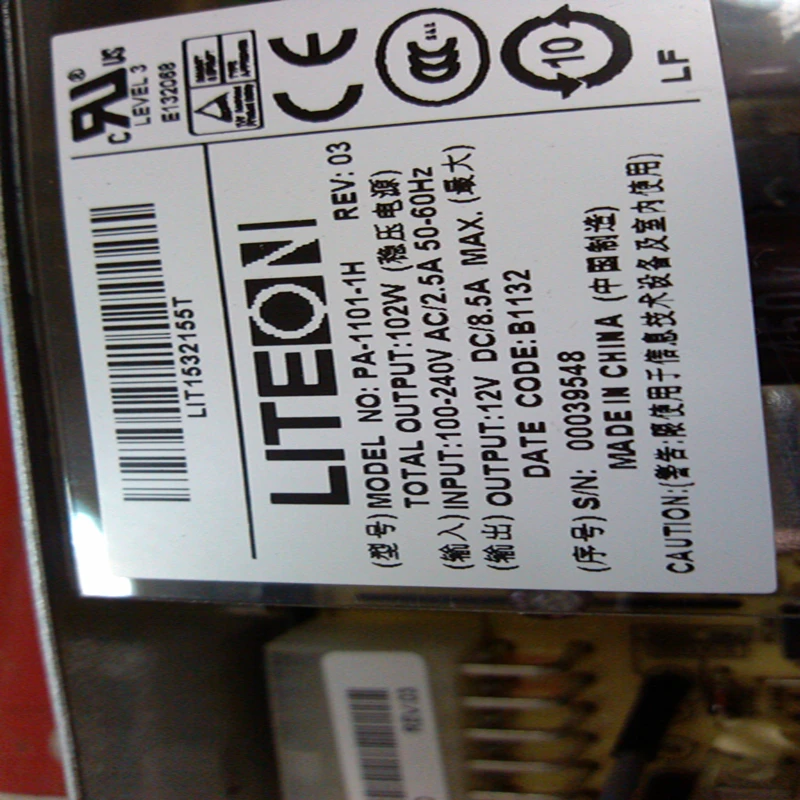 c RU us ®
LEVEL 3
E132068
CE
CCC
S&E
10
LF
LIT1532155T
LITEON
REV: 03
(型号) MODEL NO: PA-1101-1H
TOTAL OUTPUT:102W (稳压电源)
(输入) INPUT:100-240V AC/2.5A 50-60Hz
(输出) OUTPUT:12V DC/8.5A MAX. (最大)
DATE CODE:B1132
(序号) S/N: 00039548
MADE IN CHINA (中国制造)
CAUTION:(警告:限使用于信息技术设备及室内使用)
REV:03